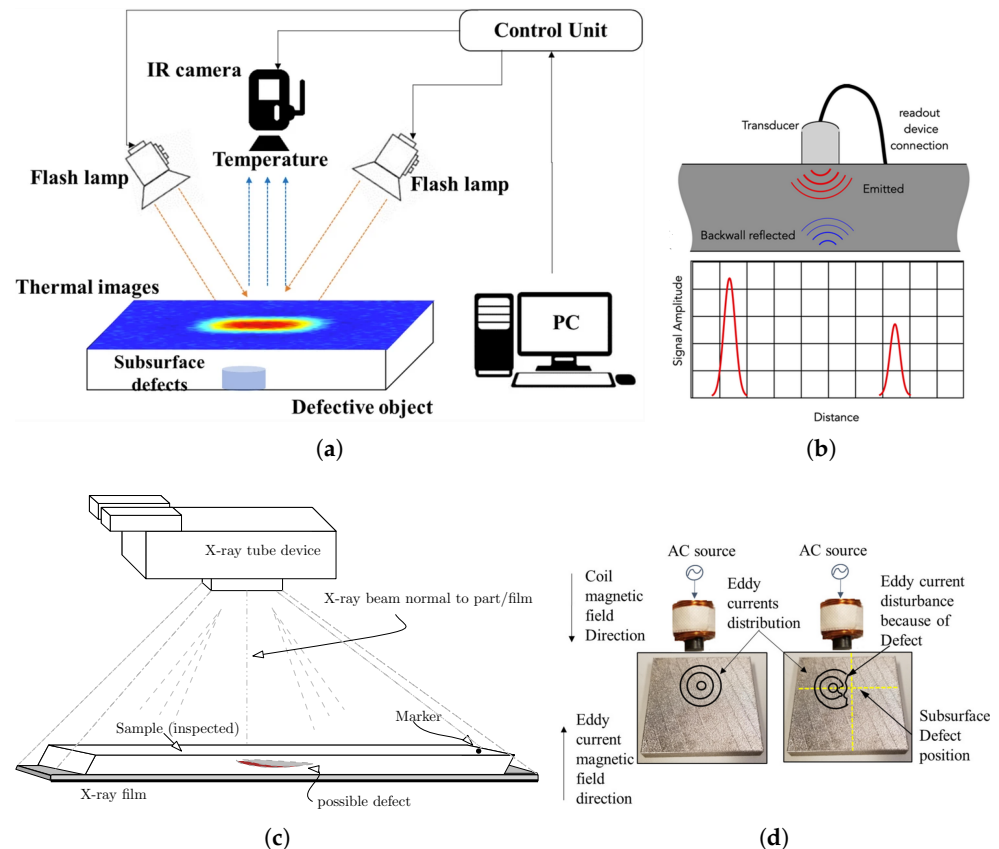 Control Unit
IR camera
Temperature
Flash lamp
Flash lamp
Thermal images
PC
Subsurface
defects
Defective object
(a)
Transducer
readout
device
connection
Emitted
Backwall reflected
Signal Amplitude
Distance
(b)
X-ray tube device
X-ray beam normal to part/film
Marker
Sample (inspected)
X-ray film
possible defect
(c)
AC source
AC source
Coil
magnetic
field
Direction
Eddy
currents
distribution
Eddy current
disturbance
because of
Defect
Eddy
current
magnetic
field
direction
Subsurface
Defect
position
(d)